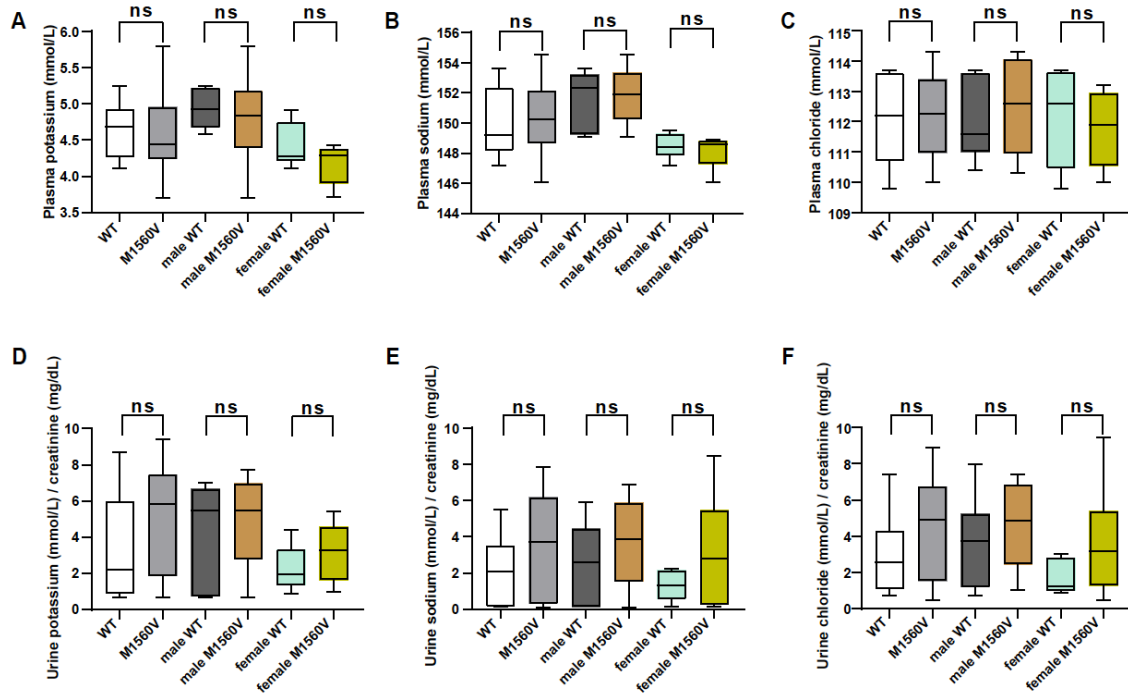 A
Plasma potassium (mmol/L)
6.0
5.5
5.0
4.5
4.0
3.5
ns
ns
ns
WT
M1560V
male WT
male M1560V
female WT
female M1560V
B
Plasma sodium (mmol/L)
156
154
152
150
148
146
144
ns
ns
ns
WT
M1560V
male WT
male M1560V
female WT
female M1560V
C
Plasma chloride (mmol/L)
115
114
113
112
111
110
109
ns
ns
ns
WT
M1560V
male WT
male M1560V
female WT
female M1560V
D
Urine potassium (mmol/L) / creatinine (mg/dL)
10
8
6
4
2
0
ns
ns
ns
WT
M1560V
male WT
male M1560V
female WT
female M1560V
E
Urine sodium (mmol/L) / creatinine (mg/dL)
10
8
6
4
2
0
ns
ns
ns
WT
M1560V
male WT
male M1560V
female WT
female M1560V
F
Urine chloride (mmol/L) / creatinine (mg/dL)
10
8
6
4
2
0
ns
ns
ns
WT
M1560V
male WT
male M1560V
female WT
female M1560V